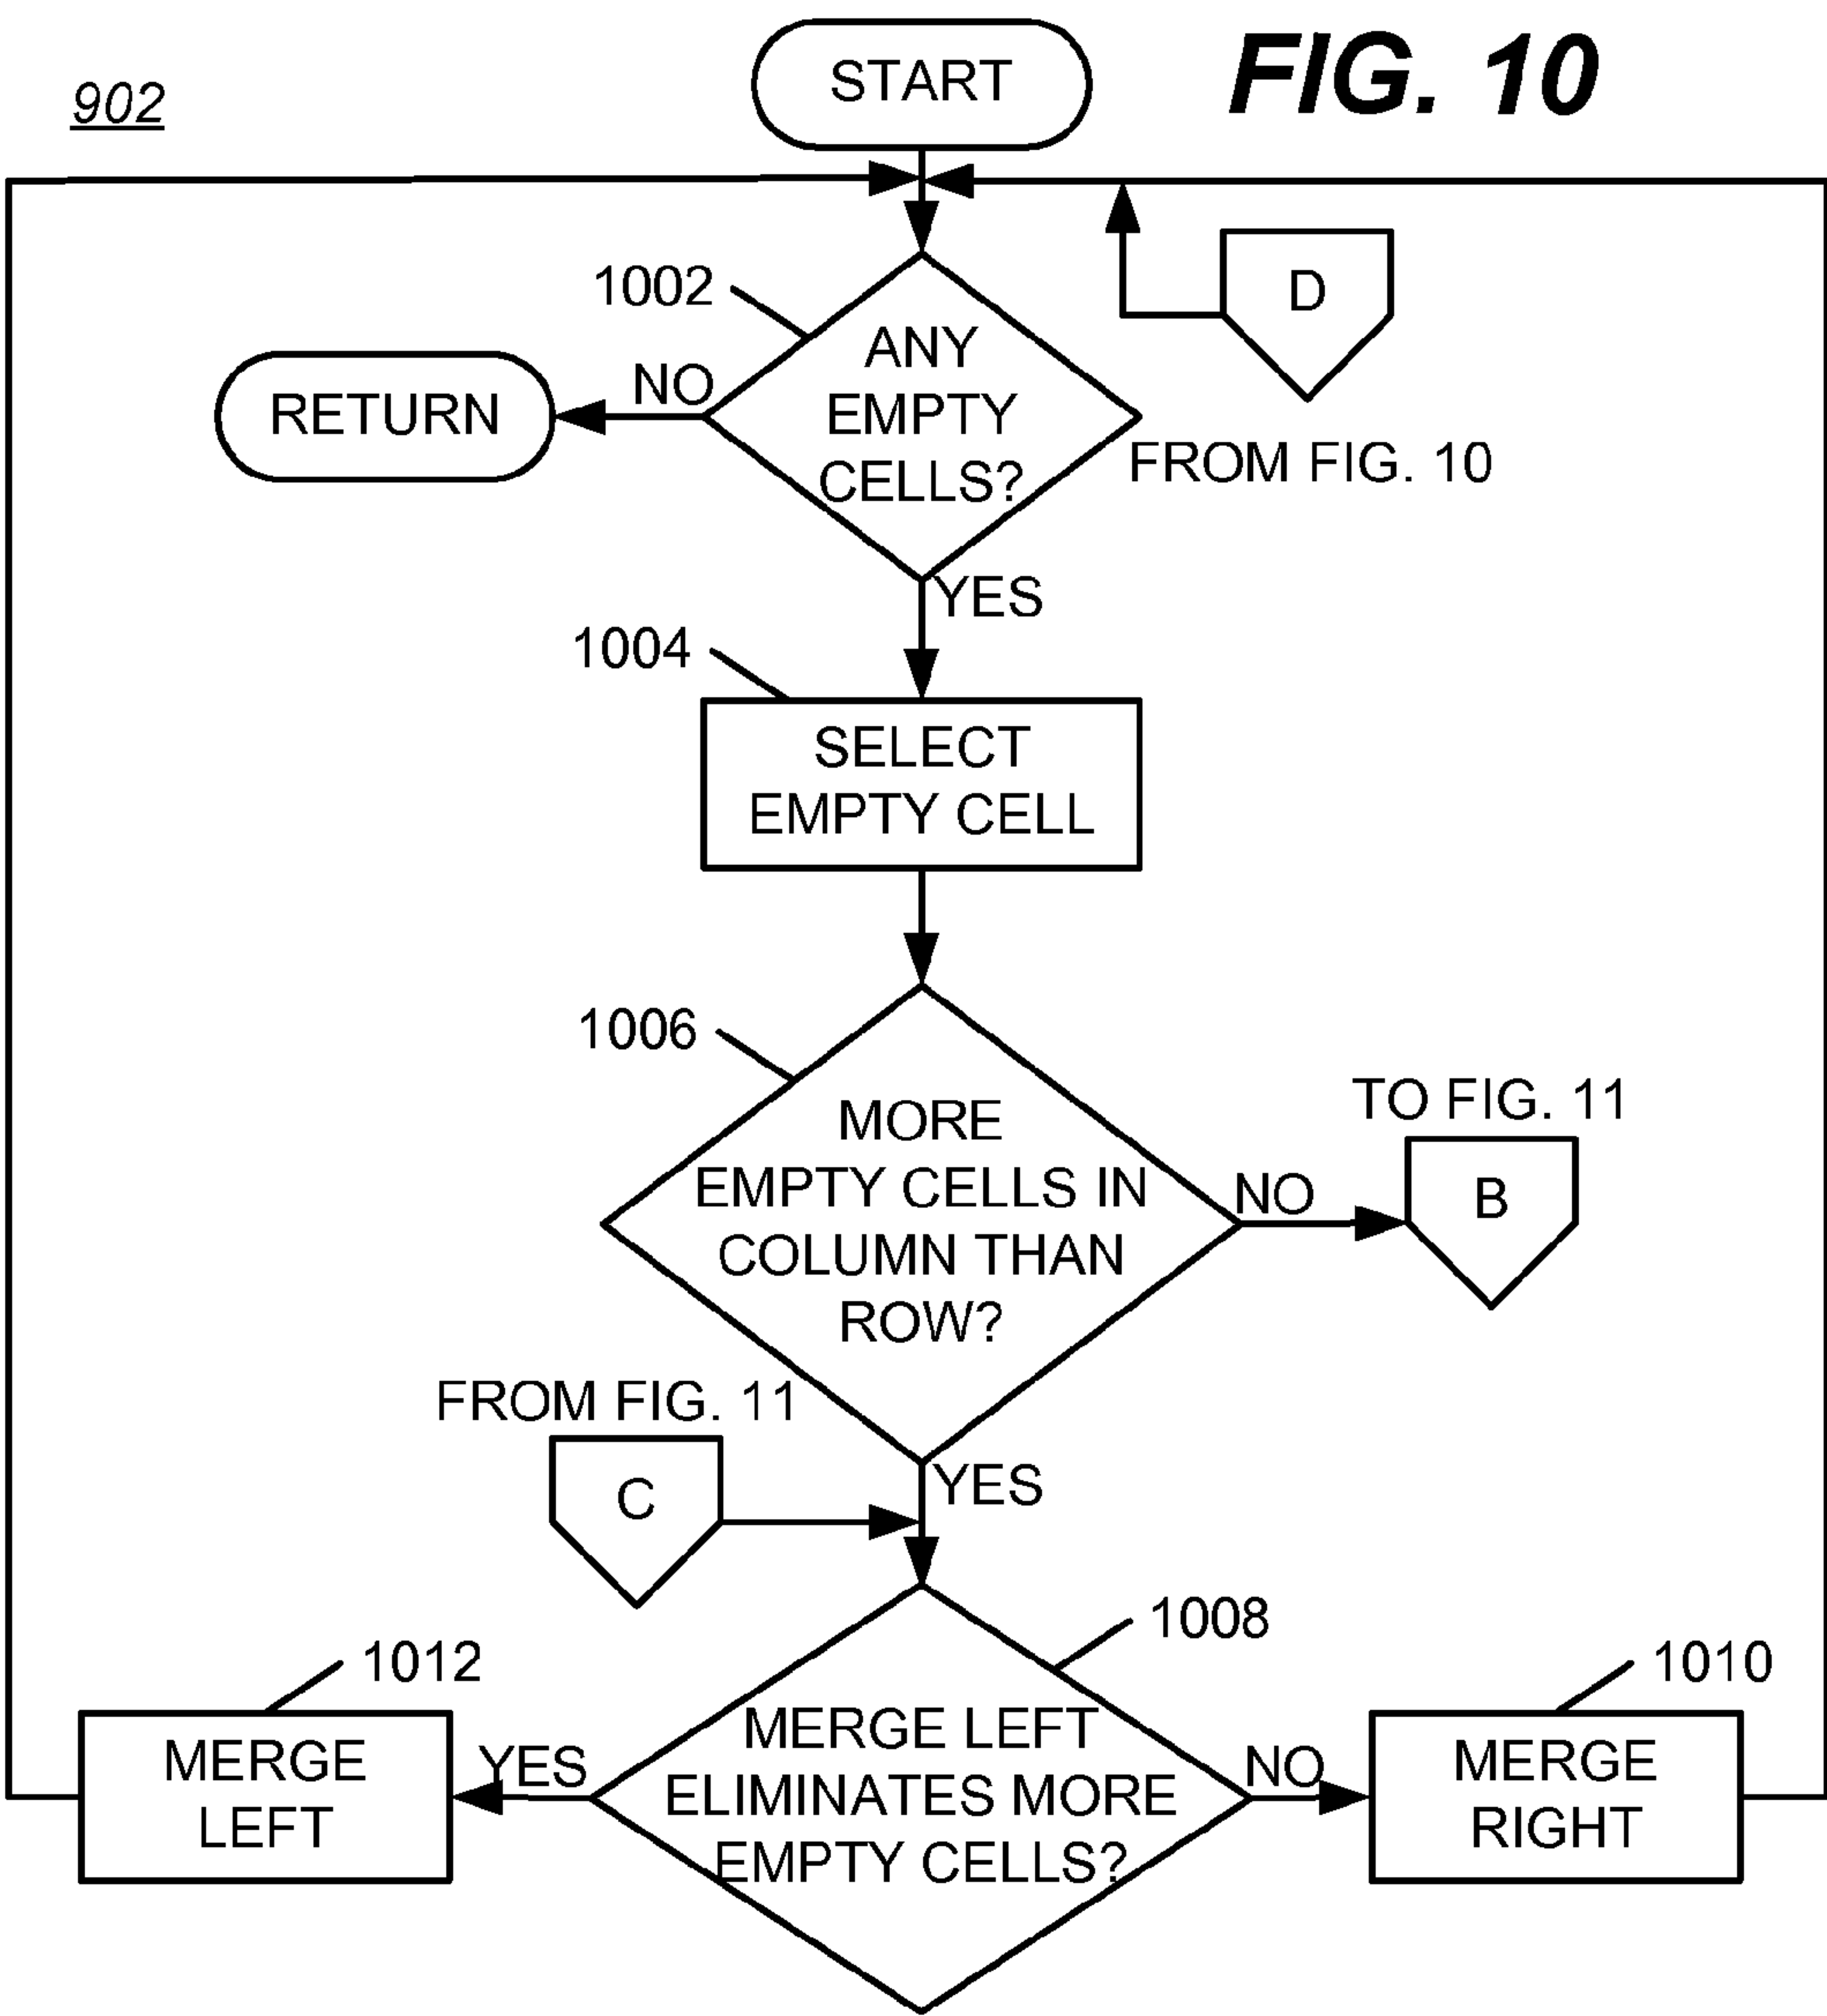 START
FIG. 10
902
1002
D
ANY
EMPTY
CELLS?
NO
RETURN
FROM FIG. 10
YES
1004
SELECT
EMPTY CELL
1006
MORE
EMPTY CELLS IN
COLUMN THAN
ROW?
TO FIG. 11
NO
B
FROM FIG. 11
C
YES
1008
1012
1010
MERGE
LEFT
YES
MERGE LEFT
ELIMINATES MORE
EMPTY CELLS?
NO
MERGE
RIGHT